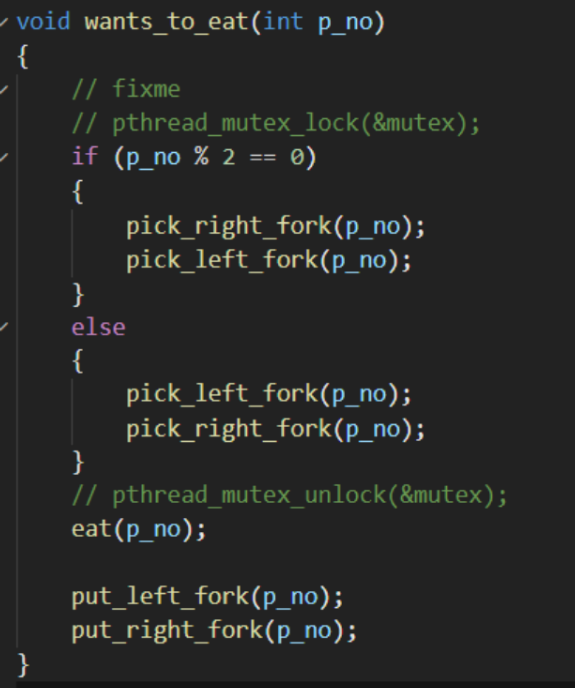 void wants_to_eat(int p_no)
{
    // fixme
    // pthread_mutex_lock(&mutex);
    if (p_no % 2 == 0)
    {
        pick_right_fork(p_no);
        pick_left_fork(p_no);
    }
    else
    {
        pick_left_fork(p_no);
        pick_right_fork(p_no);
    }
    // pthread_mutex_unlock(&mutex);
    eat(p_no);

    put_left_fork(p_no);
    put_right_fork(p_no);
}